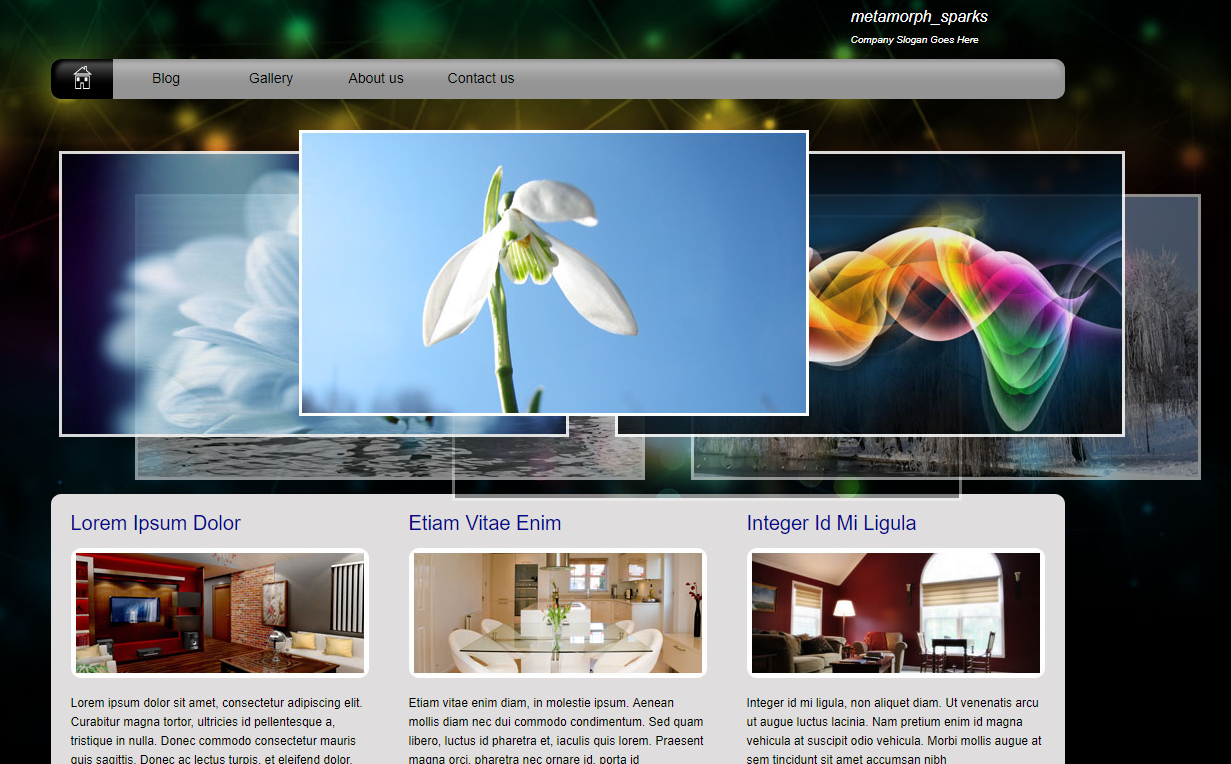 metamorph_sparks
Company Slogan Goes Here
Blog Gallery About us Contact us
Lorem Ipsum Dolor
Lorem ipsum dolor sit amet, consectetur adipiscing elit.
Curabitur magna tortor, ultricies id pellentesque a,
tristique in nulla. Donec commodo consectetur mauris
quis sagittis. Donec ac lectus turpis, et eleifend dolor.
Etiam Vitae Enim
Etiam vitae enim diam, in molestie ipsum. Aenean
mollis diam nec dui commodo condimentum. Sed quam
libero, luctus id pharetra et, iaculis quis lorem. Praesent
magna orci, pharetra nec ornare id, porta id
Integer Id Mi Ligula
Integer id mi ligula, non aliquet diam. Ut venenatis arcu
ut augue luctus lacinia. Nam pretium enim id magna
vehicula at suscipit odio vehicula. Morbi mollis augue at
sem tincidunt sit amet accumsan nibh